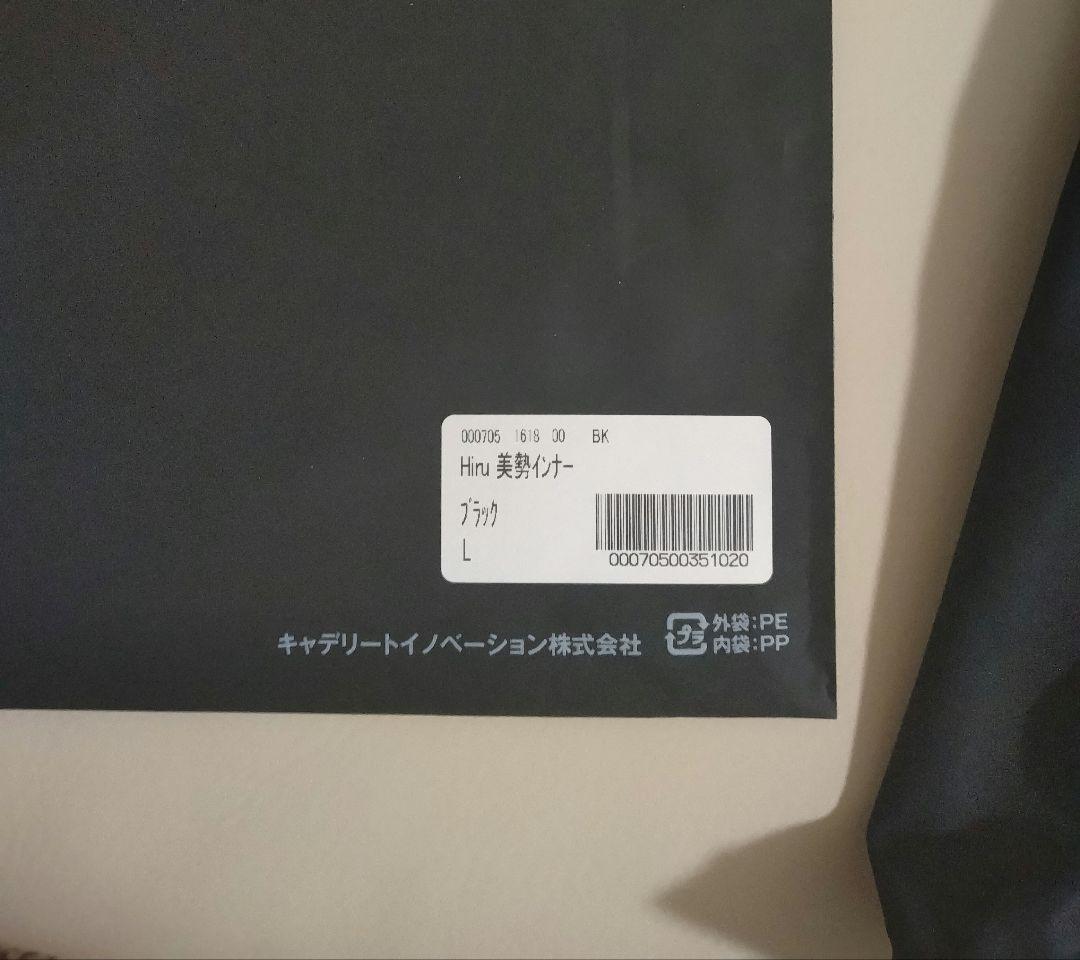 000705 1618 00 BK
Hiru 美勢インナー
ブラック
L
00070500351020
キャデリートイノベーション株式会社
プラ
外袋:PE
内袋:PP